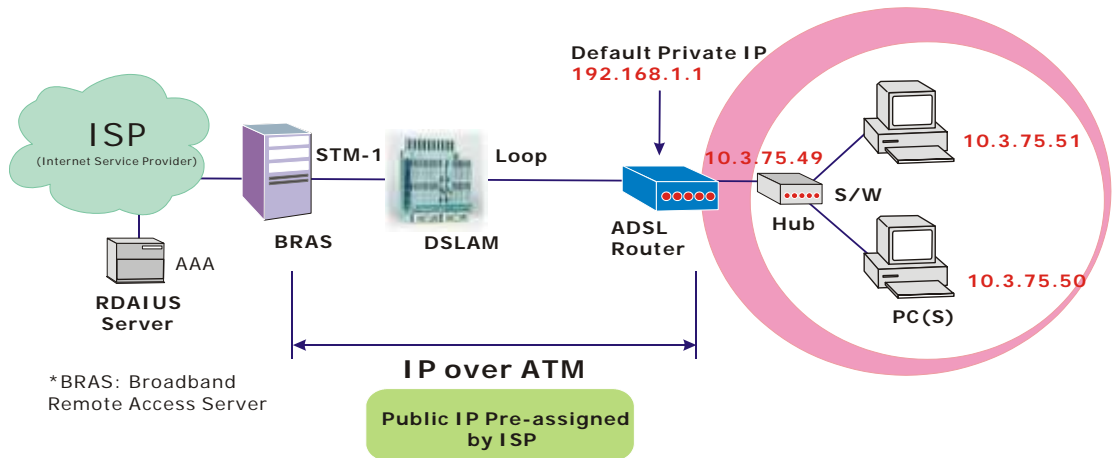 Default Private IP
192.168.1.1
ISP
(Internet Service Provider)
STM-1
Loop
10.3.75.49
10.3.75.51
S/W
Hub
BRAS
DSLAM
ADSL
Router
AAA
RDAIUS
Server
10.3.75.50
PC(S)
IP over ATM
*BRAS: Broadband
Remote Access Server
Public IP Pre-assigned
by ISP